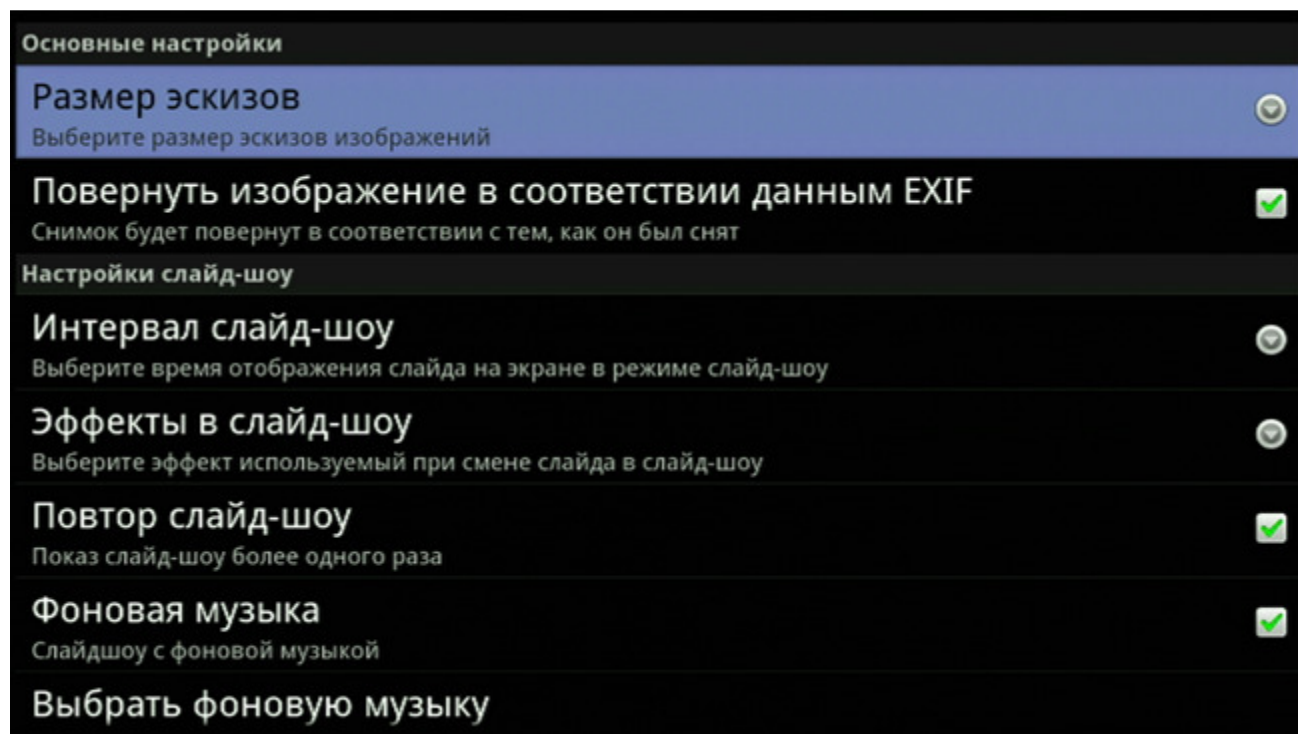 Основные настройки
Размер эскизов
Выберите размер эскизов изображений
Повернуть изображение в соответствии данным EXIF
Снимок будет повернут в соответствии с тем, как он был снят
Настройки слайд-шоу
Интервал слайд-шоу
Выберите время отображения слайда на экране в режиме слайд-шоу
Эффекты в слайд-шоу
Выберите эффект используемый при смене слайда в слайд-шоу
Повтор слайд-шоу
Показ слайд-шоу более одного раза
Фоновая музыка
Слайдшоу с фоновой музыкой
Выбрать фоновую музыку